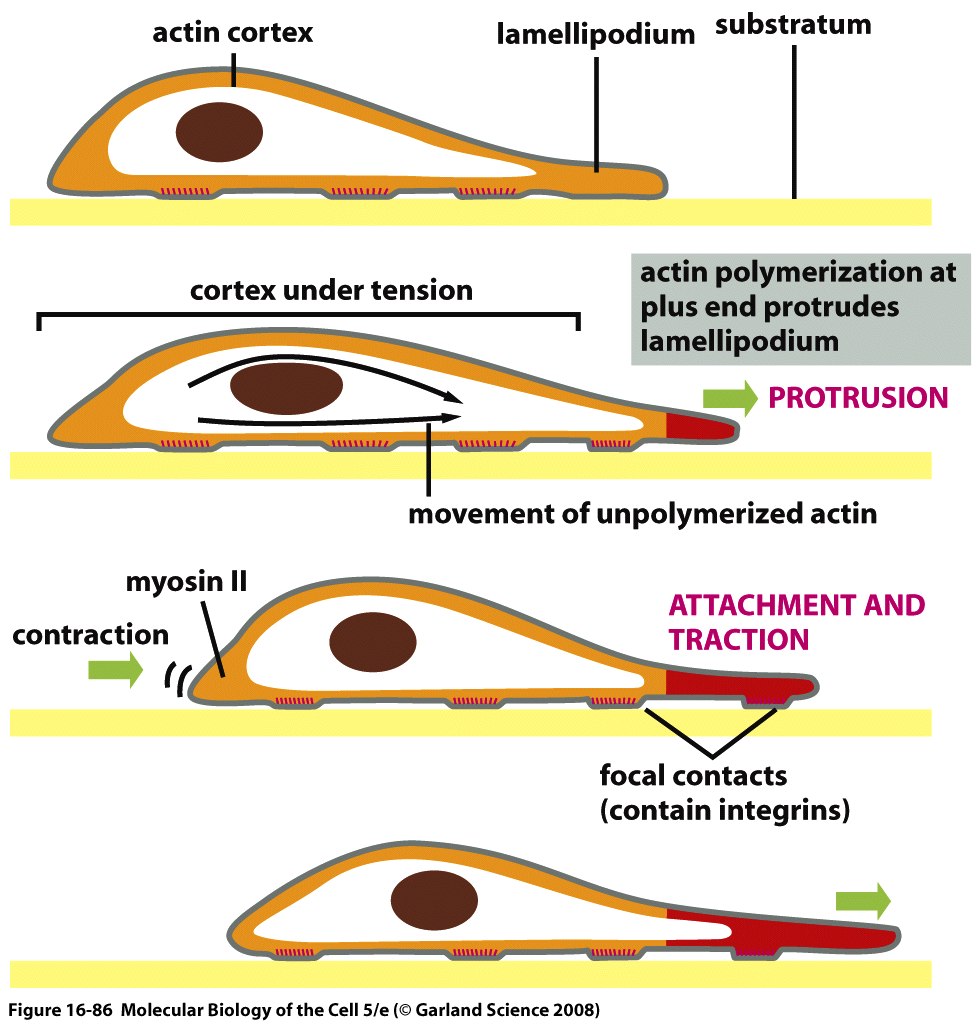 actin cortex
lamellipodium
substratum
cortex under tension
actin polymerization at
plus end protrudes
lamellipodium
PROTRUSION
movement of unpolymerized actin
myosin II
contraction
ATTACHMENT AND
TRACTION
focal contacts
(contain integrins)
Figure 16-86 Molecular Biology of the Cell 5/e (© Garland Science 2008)